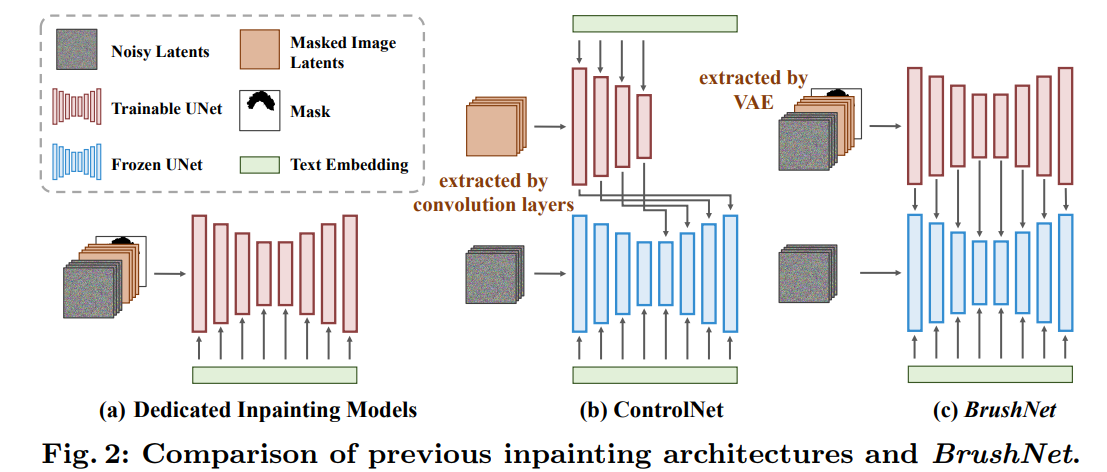 Noisy Latents
Masked Image
Latents
Trainable UNet
Mask
Frozen UNet
Text Embedding
extracted by
convolution layers
extracted by
VAE
(a) Dedicated Inpainting Models
(b) ControlNet
(c) BrushNet
Fig. 2: Comparison of previous inpainting architectures and BrushNet.